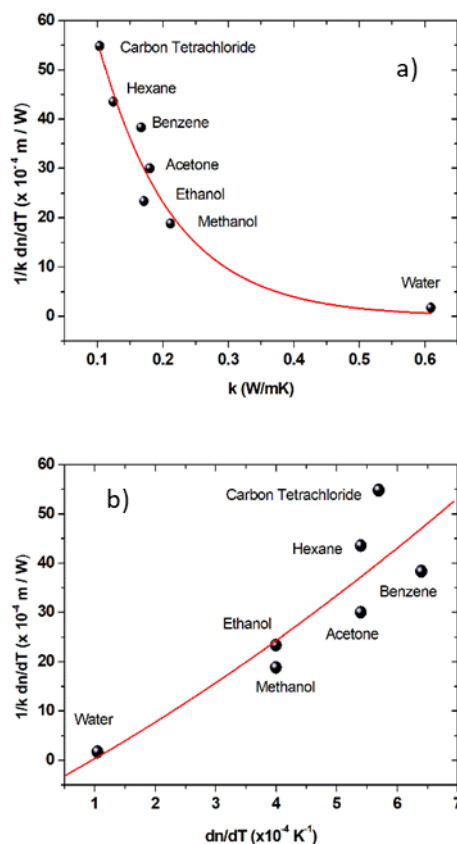 a)
60
50
40
30
20
10
0
1/k dn/dT (x 10⁻⁴ m / W)
Carbon Tetrachloride
Hexane
Benzene
Acetone
Ethanol
Methanol
Water
0.1 0.2 0.3 0.4 0.5 0.6
k (W/mK)
b)
60
50
40
30
20
10
0
1/k dn/dT (x 10⁻⁴ m / W)
Carbon Tetrachloride
Hexane
Benzene
Ethanol
Acetone
Methanol
Water
1 2 3 4 5 6 7
dn/dT (x10⁻⁴ K⁻¹)